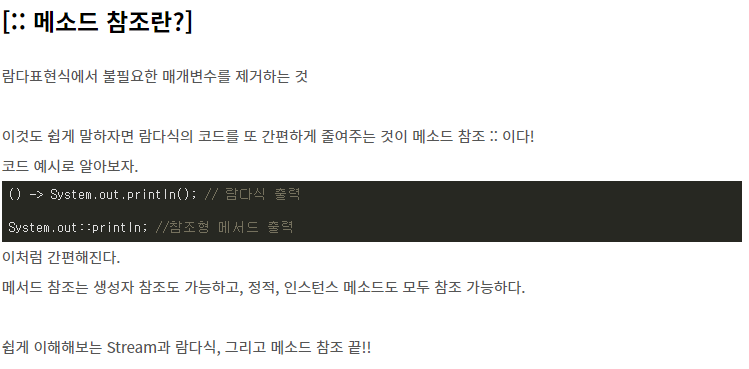 [:: 메소드 참조란?]
람다표현식에서 불필요한 매개변수를 제거하는 것
이것도 쉽게 말하자면 람다식의 코드를 또 간편하게 줄여주는 것이 메소드 참조 :: 이다!
코드 예시로 알아보자.
() -> System.out.println(); // 람다식 출력
System.out::println; //참조형 메서드 출력
이처럼 간편해진다.
메서드 참조는 생성자 참조도 가능하고, 정적, 인스턴스 메소드도 모두 참조 가능하다.
쉽게 이해해보는 Stream과 람다식, 그리고 메소드 참조 끝!!